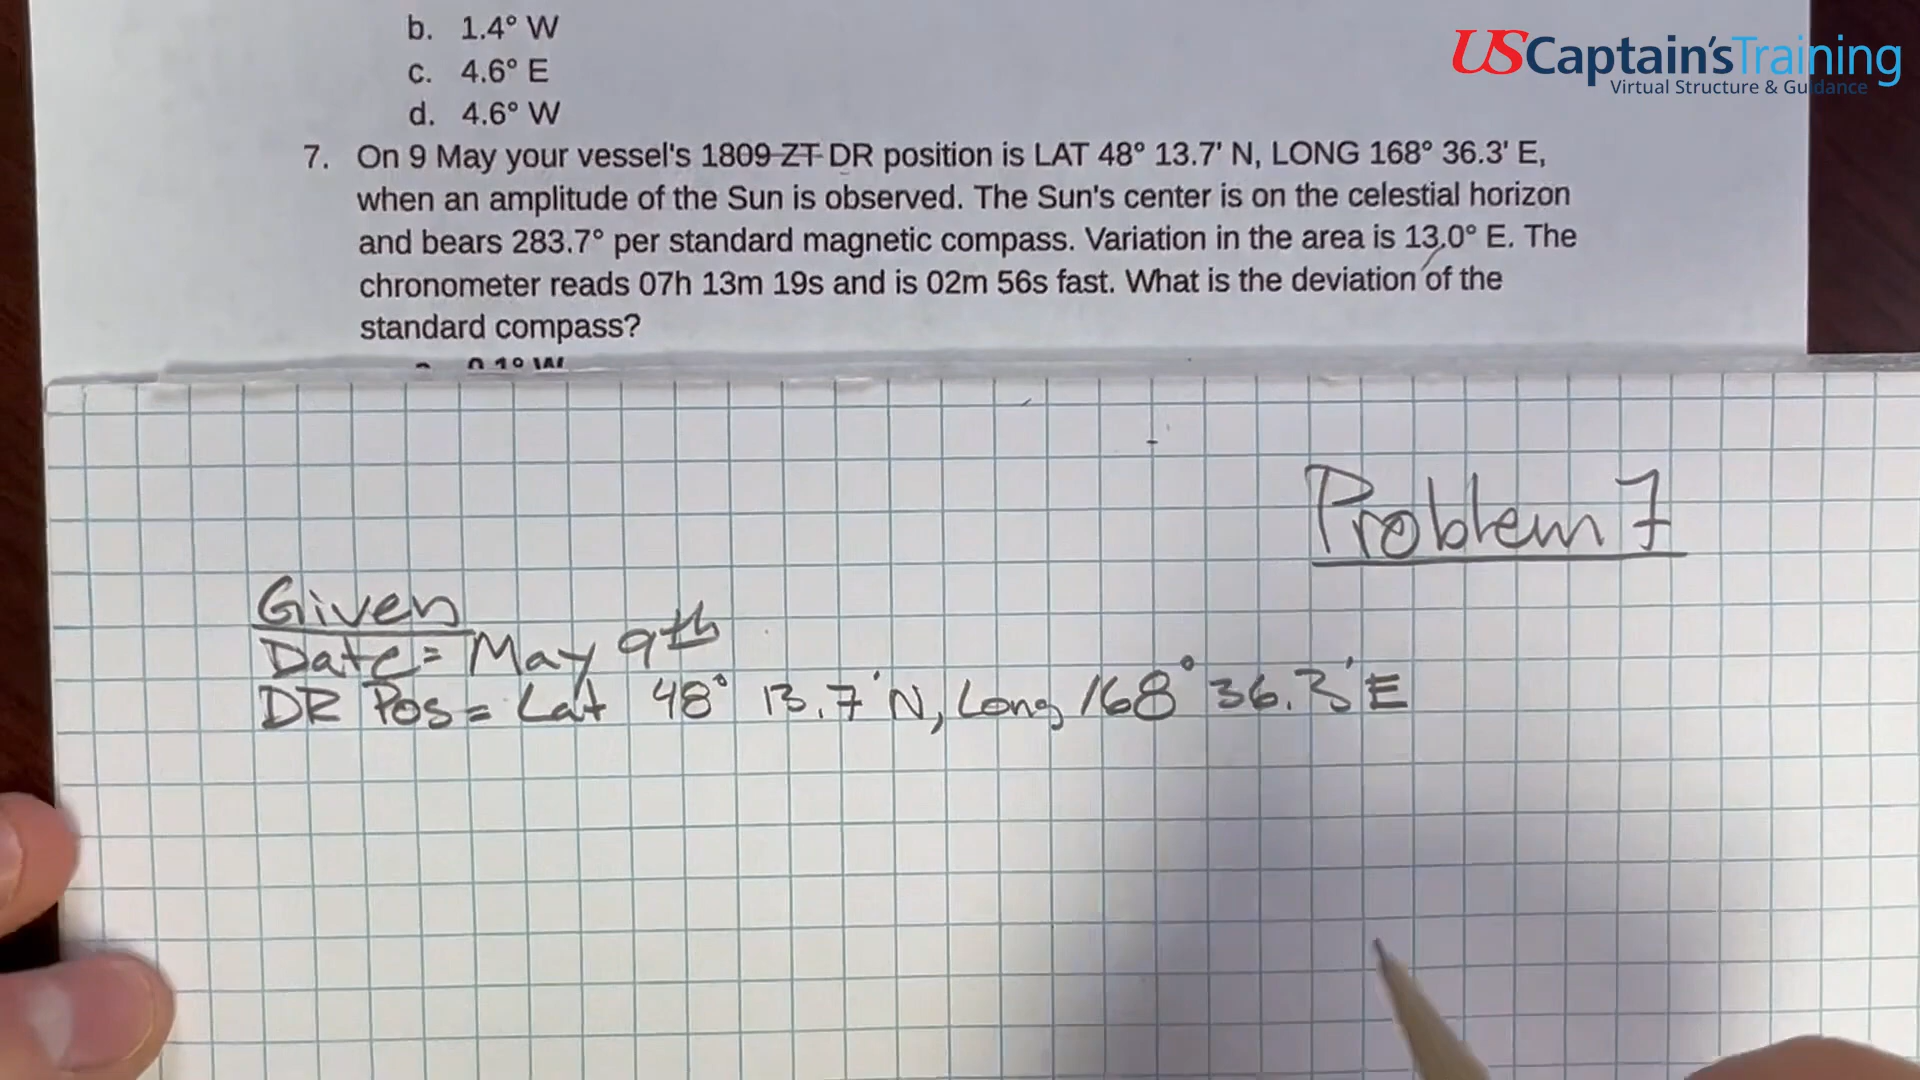 b. 1.4° W
USCaptain'sTraining
c. 4.6° E
Virtual Structure & Guidance
d. 4.6° W
7. On 9 May your vessel's 1809 ZT DR position is LAT 48° 13.7' N, LONG 168° 36.3' E,
when an amplitude of the Sun is observed. The Sun's center is on the celestial horizon
and bears 283.7° per standard magnetic compass. Variation in the area is 13.0° E. The
chronometer reads 07h 13m 19s and is 02m 56s fast. What is the deviation of the
standard compass?
Problem 7
Given
Date= May 9th
DR Pos= Lat 48° 13.7'N, Long 168° 36.3'E